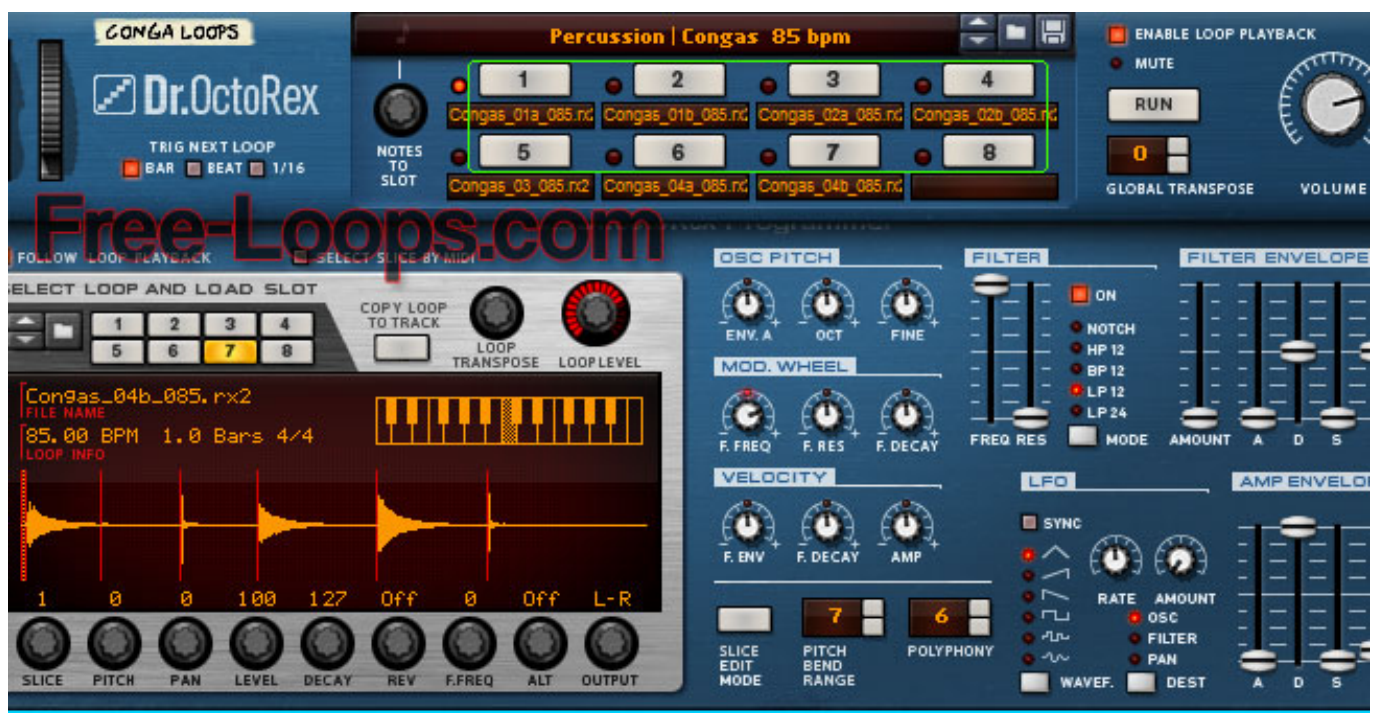 CONGA LOOPS
Percussion | Congas 85 bpm
ENABLE LOOP PLAYBACK
MUTE
Dr.OctoRex
1 2 3 4
Congas_01a_085.rx2 Congas_01b_085.rx Congas_02a_085.rx Congas_02b_085.rx
RUN
TRIG NEXT LOOP
BAR BEAT 1/16
NOTES TO SLOT
5 6 7 8
Congas_03_085.rx2 Congas_04a_085.rx Congas_04b_085.rx
0
GLOBAL TRANSPOSE
VOLUME
Free-Loops.com
Programmer
FOLLOW LOOP PLAYBACK
SELECT SLICE BY MIDI
SELECT LOOP AND LOAD SLOT
1 2 3 4
5 6 7 8
COPY LOOP
TO TRACK
LOOP
TRANSPOSE
LOOP LEVEL
Congas_04b_085.rx2
FILE NAME
85.00 BPM 1.0 Bars 4/4
LOOP INFO
1 0 0 100 127 Off 0 Off L-R
SLICE PITCH PAN LEVEL DECAY REV F.FREQ ALT OUTPUT
OSC PITCH
ENV. A OCT FINE
MOD. WHEEL
F. FREQ F. RES F. DECAY
VELOCITY
F. ENV F. DECAY AMP
SLICE
EDIT
MODE
7
PITCH
BEND
RANGE
6
POLYPHONY
FILTER
ON
NOTCH
HP 12
BP 12
LP 12
LP 24
FREQ RES MODE
FILTER ENVELOPE
AMOUNT A D S
LFO
SYNC
RATE AMOUNT
OSC
FILTER
PAN
WAVEF. DEST
AMP ENVELO
A D S